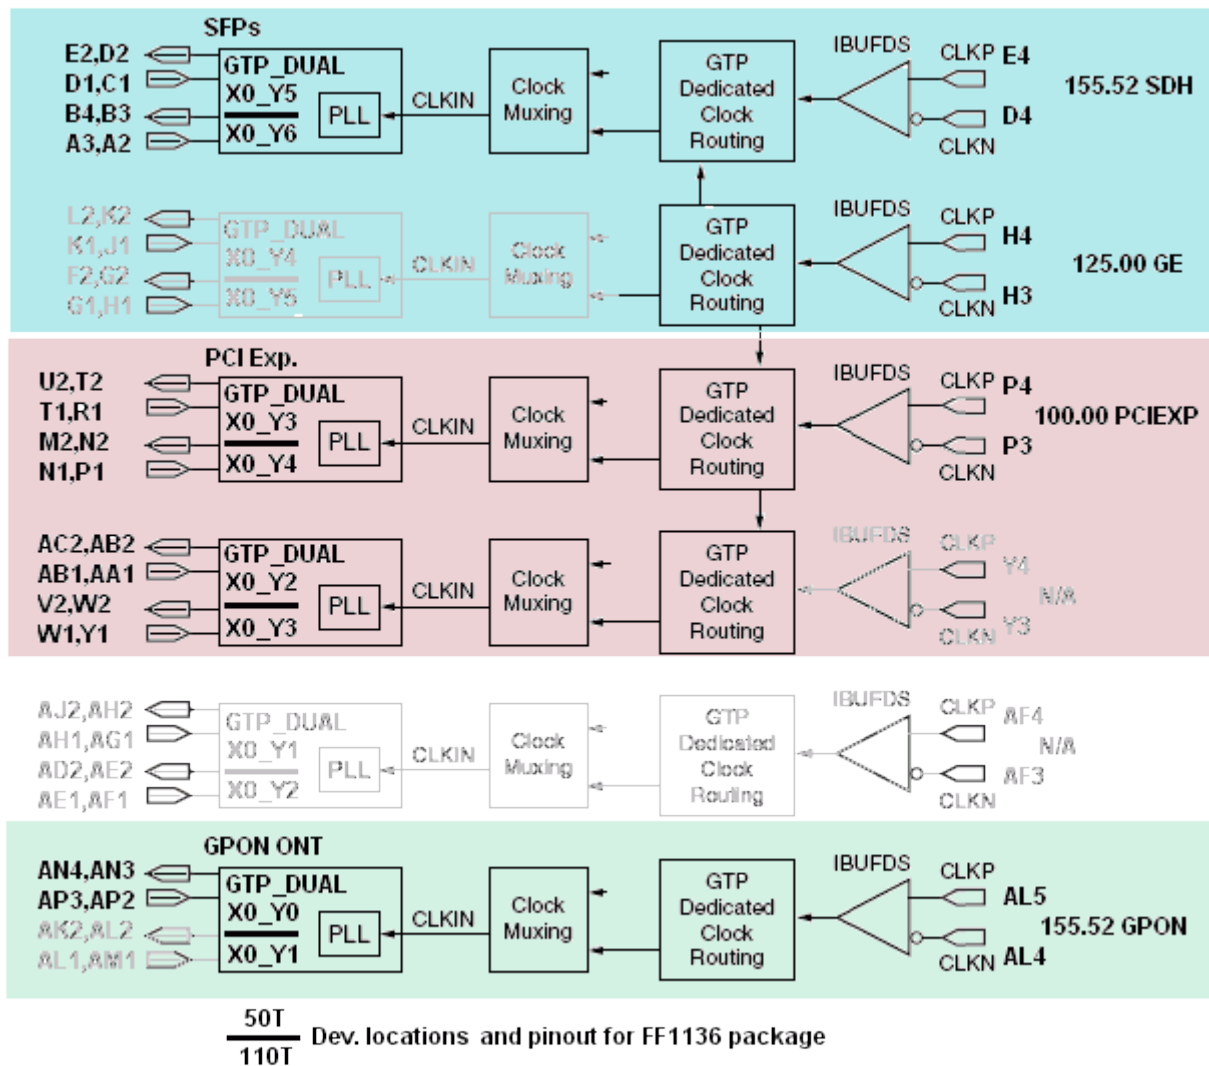 SFPs
E2,D2
D1,C1
B4,B3
A3,A2
GTP_DUAL
X0_Y5
X0_Y6
PLL
CLKIN
Clock
Muxing
GTP
Dedicated
Clock
Routing
IBUFDS
CLKP
E4
155.52 SDH
D4
CLKN
L2,K2
K1,J1
F2,G2
G1,H1
GTP_DUAL
X0_Y4
X0_Y5
PLL
CLKIN
Clock
Muxing
GTP
Dedicated
Clock
Routing
IBUFDS
CLKP
H4
125.00 GE
H3
CLKN
PCI Exp.
U2,T2
T1,R1
M2,N2
N1,P1
GTP_DUAL
X0_Y3
X0_Y4
PLL
CLKIN
Clock
Muxing
GTP
Dedicated
Clock
Routing
IBUFDS
CLKP
P4
100.00 PCIEXP
P3
CLKN
AC2,AB2
AB1,AA1
V2,W2
W1,Y1
GTP_DUAL
X0_Y2
X0_Y3
PLL
CLKIN
Clock
Muxing
GTP
Dedicated
Clock
Routing
IBUFDS
CLKP
Y4
N/A
Y3
CLKN
AJ2,AH2
AH1,AG1
AD2,AE2
AE1,AF1
GTP_DUAL
X0_Y1
X0_Y2
PLL
CLKIN
Clock
Muxing
GTP
Dedicated
Clock
Routing
IBUFDS
CLKP
AF4
N/A
AF3
CLKN
GPON ONT
AN4,AN3
AP3,AP2
AK2,AL2
AL1,AM1
GTP_DUAL
X0_Y0
X0_Y1
PLL
CLKIN
Clock
Muxing
GTP
Dedicated
Clock
Routing
IBUFDS
CLKP
AL5
155.52 GPON
CLKN AL4
50T
110T
Dev. locations and pinout for FF1136 package